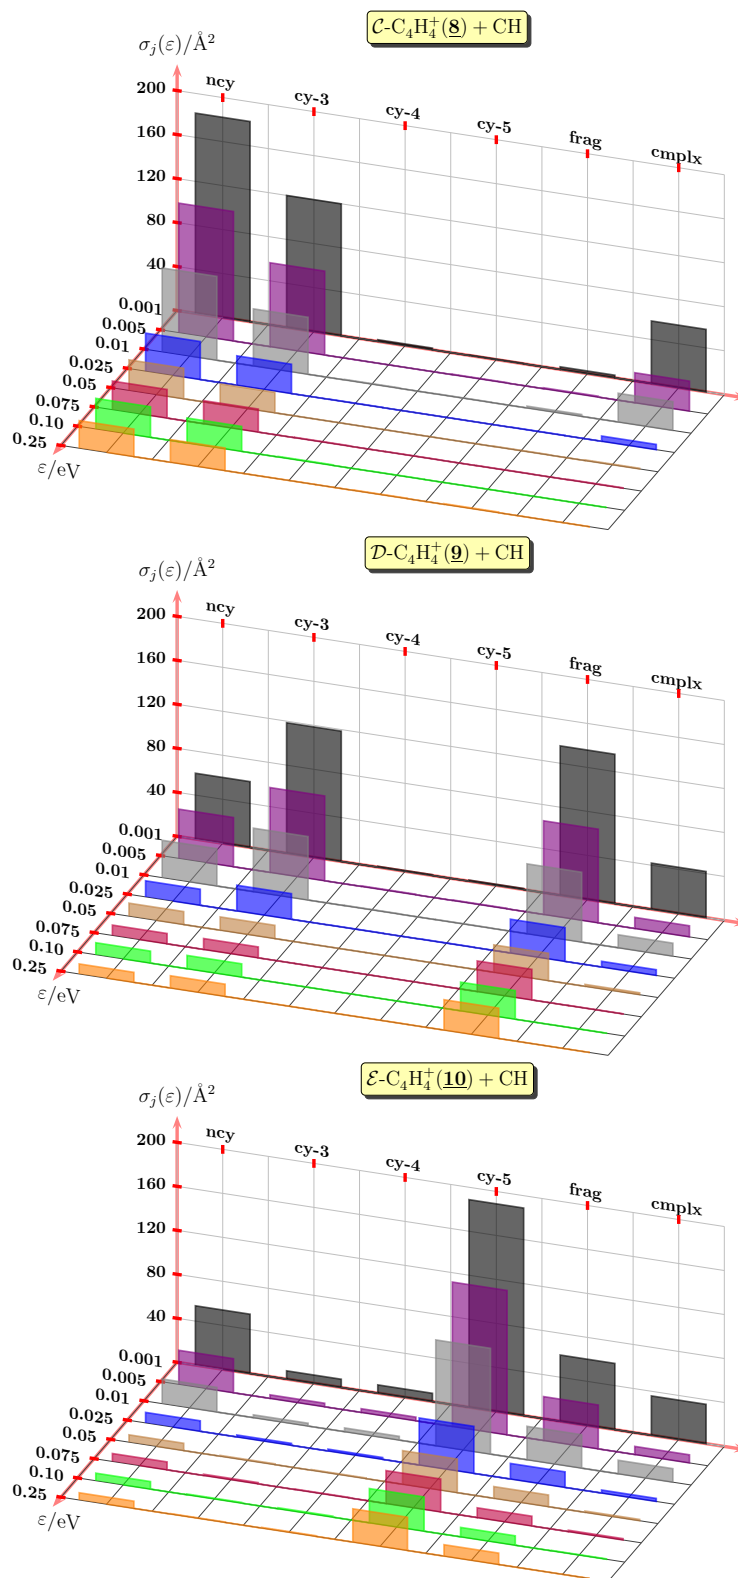 𝒞-C₄H₄⁺(8) + CH
σⱼ(ε)/Å²
200
160
120
80
40
ncy
cy-3
cy-4
cy-5
frag
cmplx
0.001
0.005
0.01
0.025
0.05
0.075
0.10
0.25
ε/eV
𝒟-C₄H₄⁺(9) + CH
σⱼ(ε)/Å²
200
160
120
80
40
ncy
cy-3
cy-4
cy-5
frag
cmplx
0.001
0.005
0.01
0.025
0.05
0.075
0.10
0.25
ε/eV
ℰ-C₄H₄⁺(10) + CH
σⱼ(ε)/Å²
200
160
120
80
40
ncy
cy-3
cy-4
cy-5
frag
cmplx
0.001
0.005
0.01
0.025
0.05
0.075
0.10
0.25
ε/eV